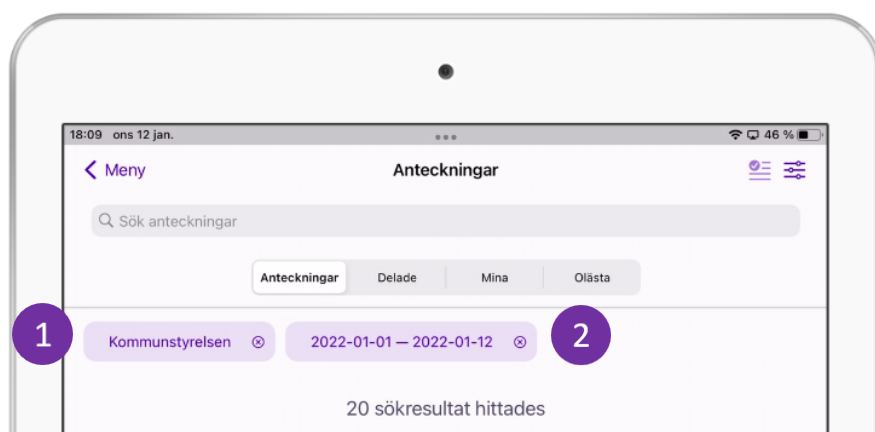 18:09 ons 12 jan. 46 %
Meny Anteckningar
Sök anteckningar
Anteckningar Delade Mina Olästa
1 Kommunstyrelsen 2022-01-01 — 2022-01-12 2
20 sökresultat hittades